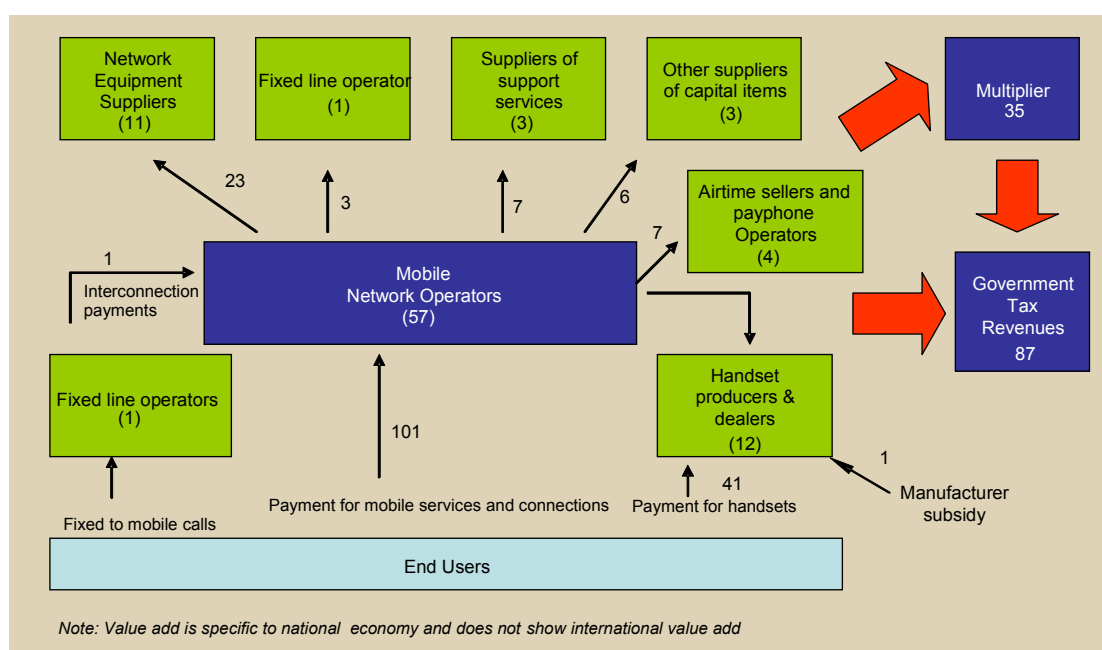 Network
Equipment
Suppliers
(11)
Fixed line operator
(1)
Suppliers of
support
services
(3)
Other suppliers
of capital items
(3)
Multiplier
35
23
3
7
6
Airtime sellers and
payphone
Operators
(4)
7
1
Interconnection
payments
Mobile
Network Operators
(57)
Government
Tax
Revenues
87
Fixed line operators
(1)
101
Handset
producers &
dealers
(12)
1
41
Manufacturer
subsidy
Fixed to mobile calls
Payment for mobile services and connections
Payment for handsets
End Users
Note: Value add is specific to national economy and does not show international value add